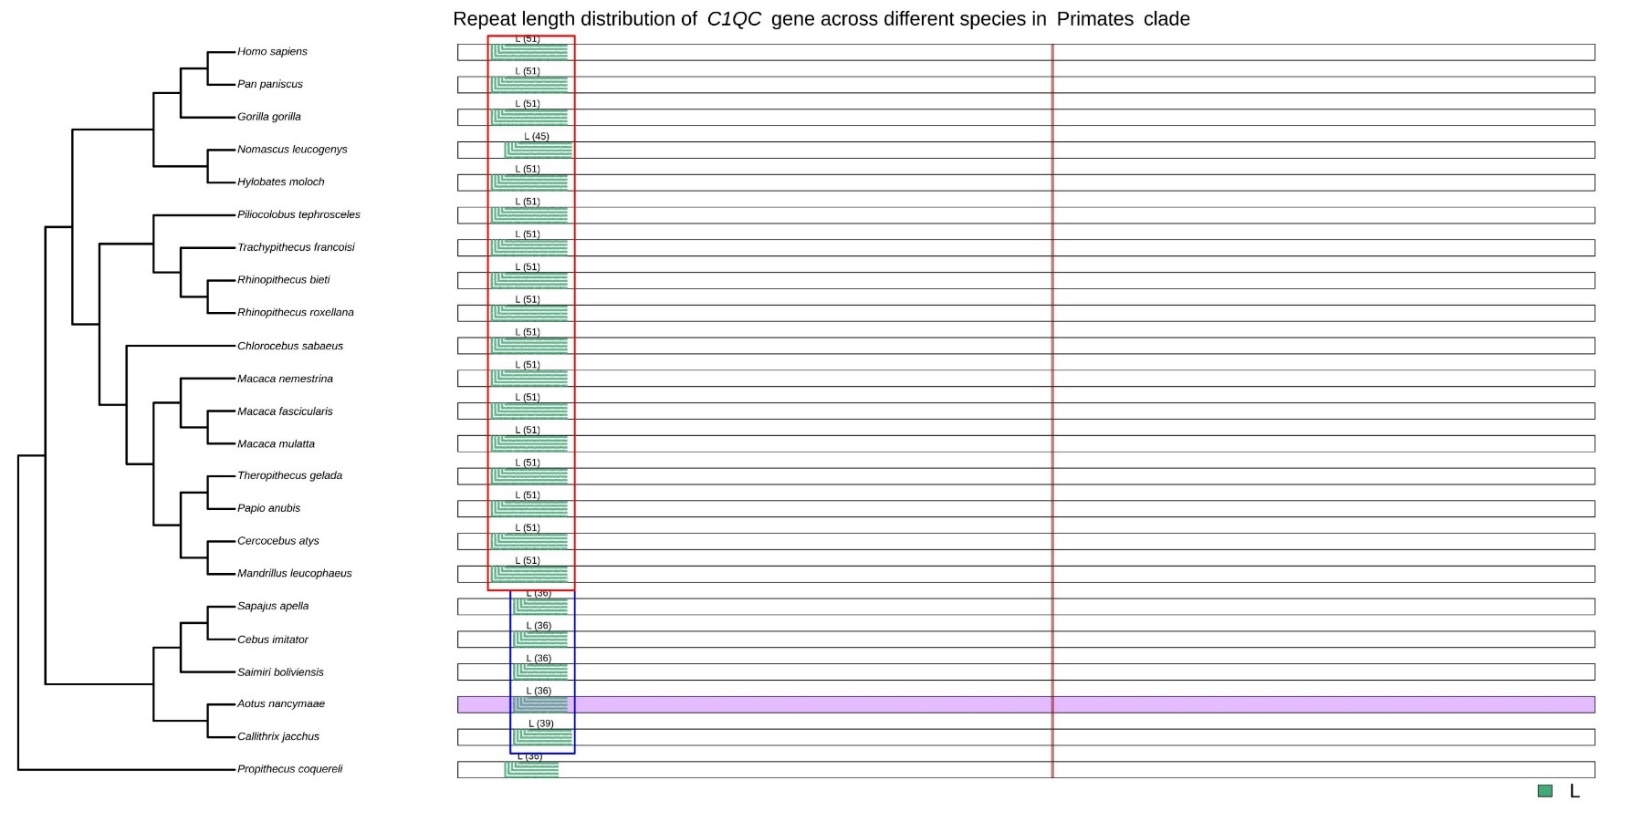 Repeat length distribution of C1QC gene across different species in Primates clade
Homo sapiens L (51)
Pan paniscus L (51)
Gorilla gorilla L (51)
Nomascus leucogenys L (45)
Hylobates moloch L (51)
Piliocolobus tephrosceles L (51)
Trachypithecus francoisi L (51)
Rhinopithecus bieti L (51)
Rhinopithecus roxellana L (51)
Chlorocebus sabaeus L (51)
Macaca nemestrina L (51)
Macaca fascicularis L (51)
Macaca mulatta L (51)
Theropithecus gelada L (51)
Papio anubis L (51)
Cercocebus atys L (51)
Mandrillus leucophaeus L (51)
Sapajus apella L (36)
Cebus imitator L (36)
Saimiri boliviensis L (36)
Aotus nancymaae L (36)
Callithrix jacchus L (39)
Propithecus coquereli L (36)
L